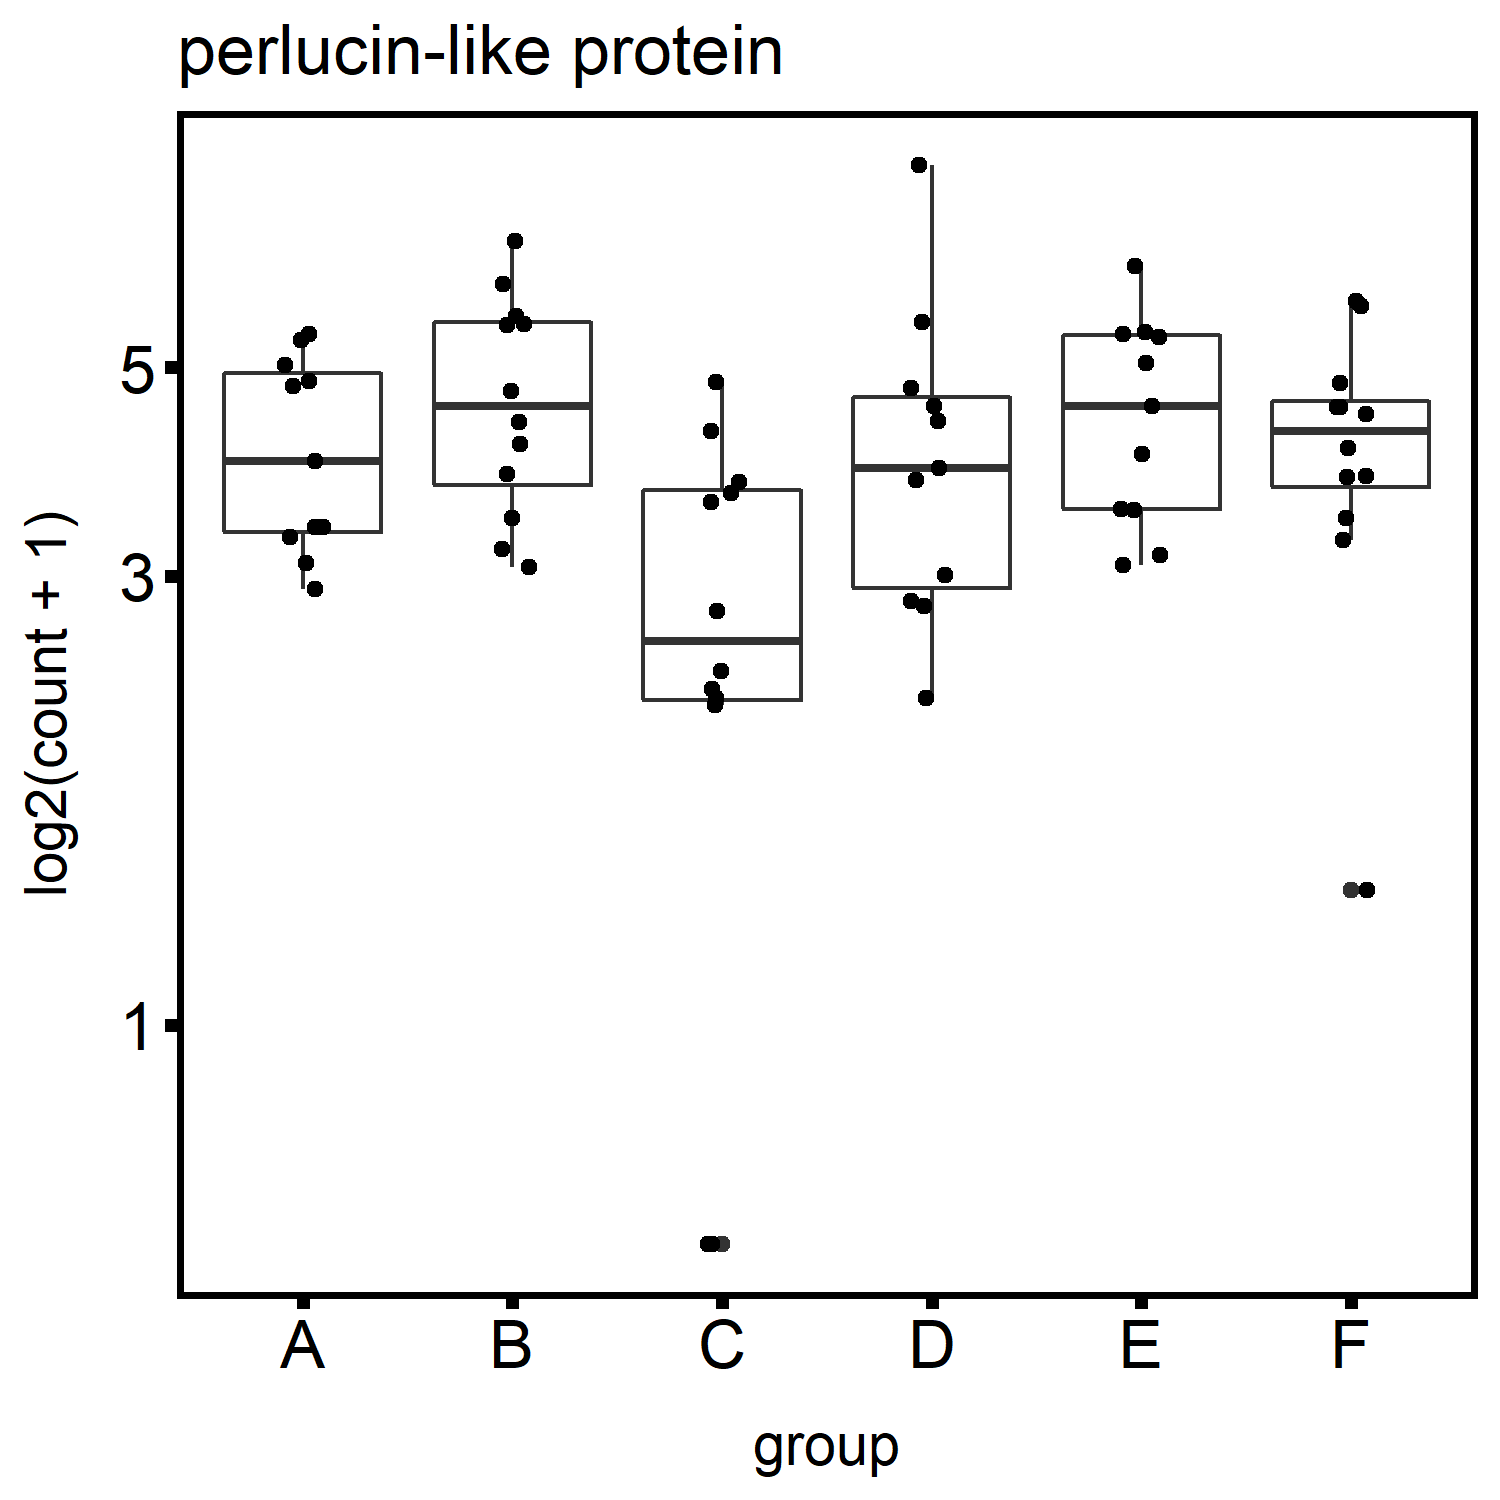 perlucin-like protein
log2(count + 1)
5
3
1
A B C D E F
group